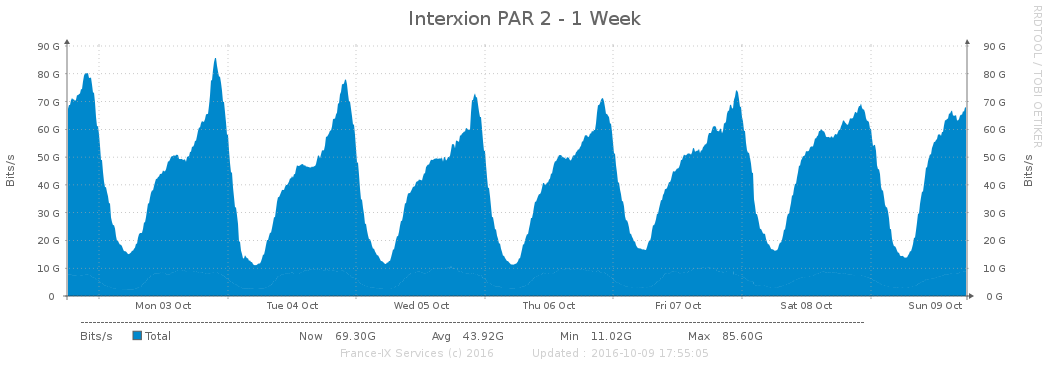 Interxion PAR 2 - 1 Week
RRDTOOL / TOBI OETIKER
Bits/s
90 G
80 G
70 G
60 G
50 G
40 G
30 G
20 G
10 G
0
90 G
80 G
70 G
60 G
50 G
40 G
30 G
20 G
10 G
0 G
Bits/s
Mon 03 Oct Tue 04 Oct Wed 05 Oct Thu 06 Oct Fri 07 Oct Sat 08 Oct Sun 09 Oct
Bits/s Total Now 69.30G Avg 43.92G Min 11.02G Max 85.60G
France-IX Services (c) 2016 Updated : 2016-10-09 17:55:05